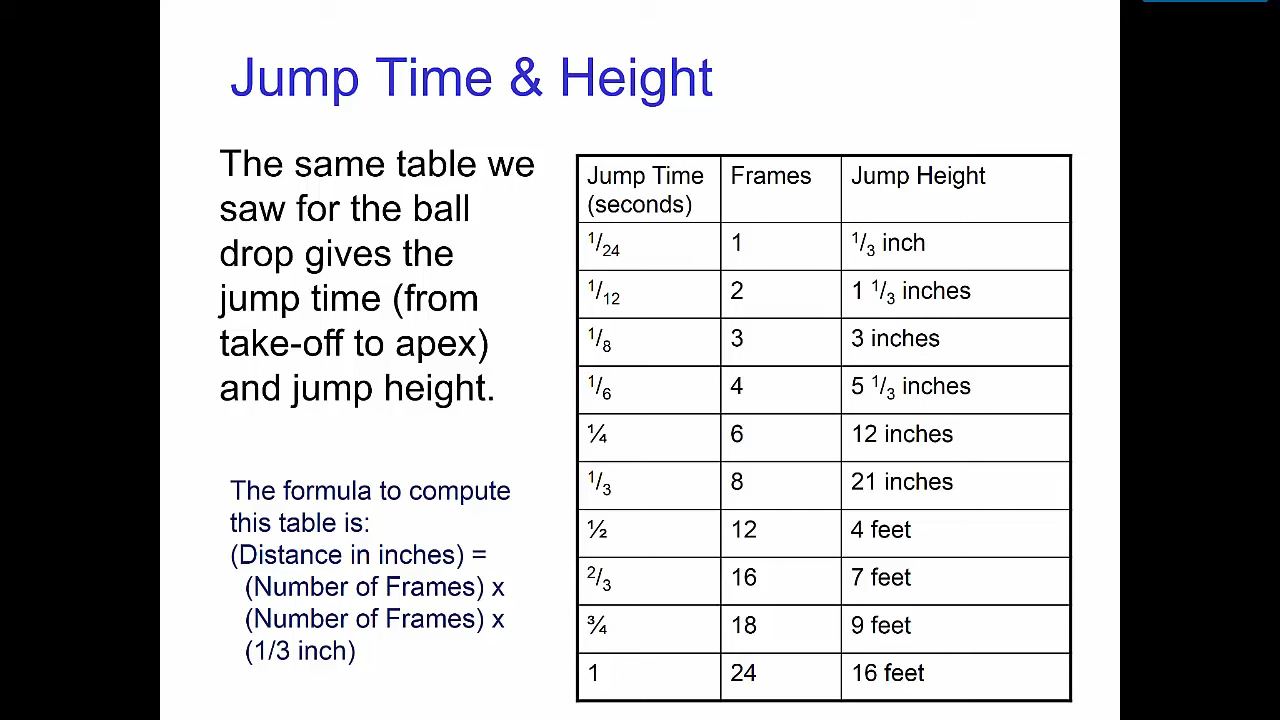 Jump Time & Height
The same table we
saw for the ball
drop gives the
jump time (from
take-off to apex)
and jump height.
The formula to compute
this table is:
(Distance in inches) =
(Number of Frames) x
(Number of Frames) x
(1/3 inch)
Jump Time (seconds) Frames Jump Height
1/24 1 1/3 inch
1/12 2 1 1/3 inches
1/8 3 3 inches
1/6 4 5 1/3 inches
¼ 6 12 inches
1/3 8 21 inches
½ 12 4 feet
2/3 16 7 feet
¾ 18 9 feet
1 24 16 feet